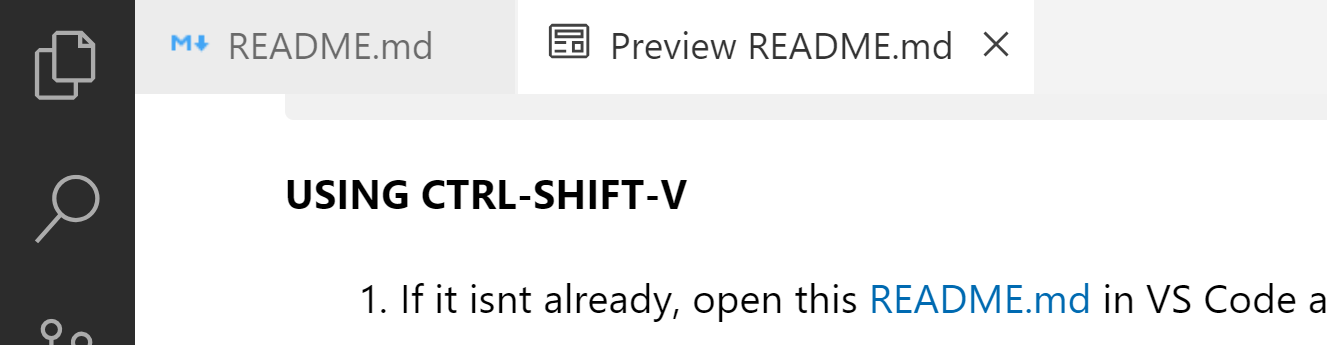 README.md
Preview README.md
USING CTRL-SHIFT-V
1. If it isnt already, open this README.md in VS Code a